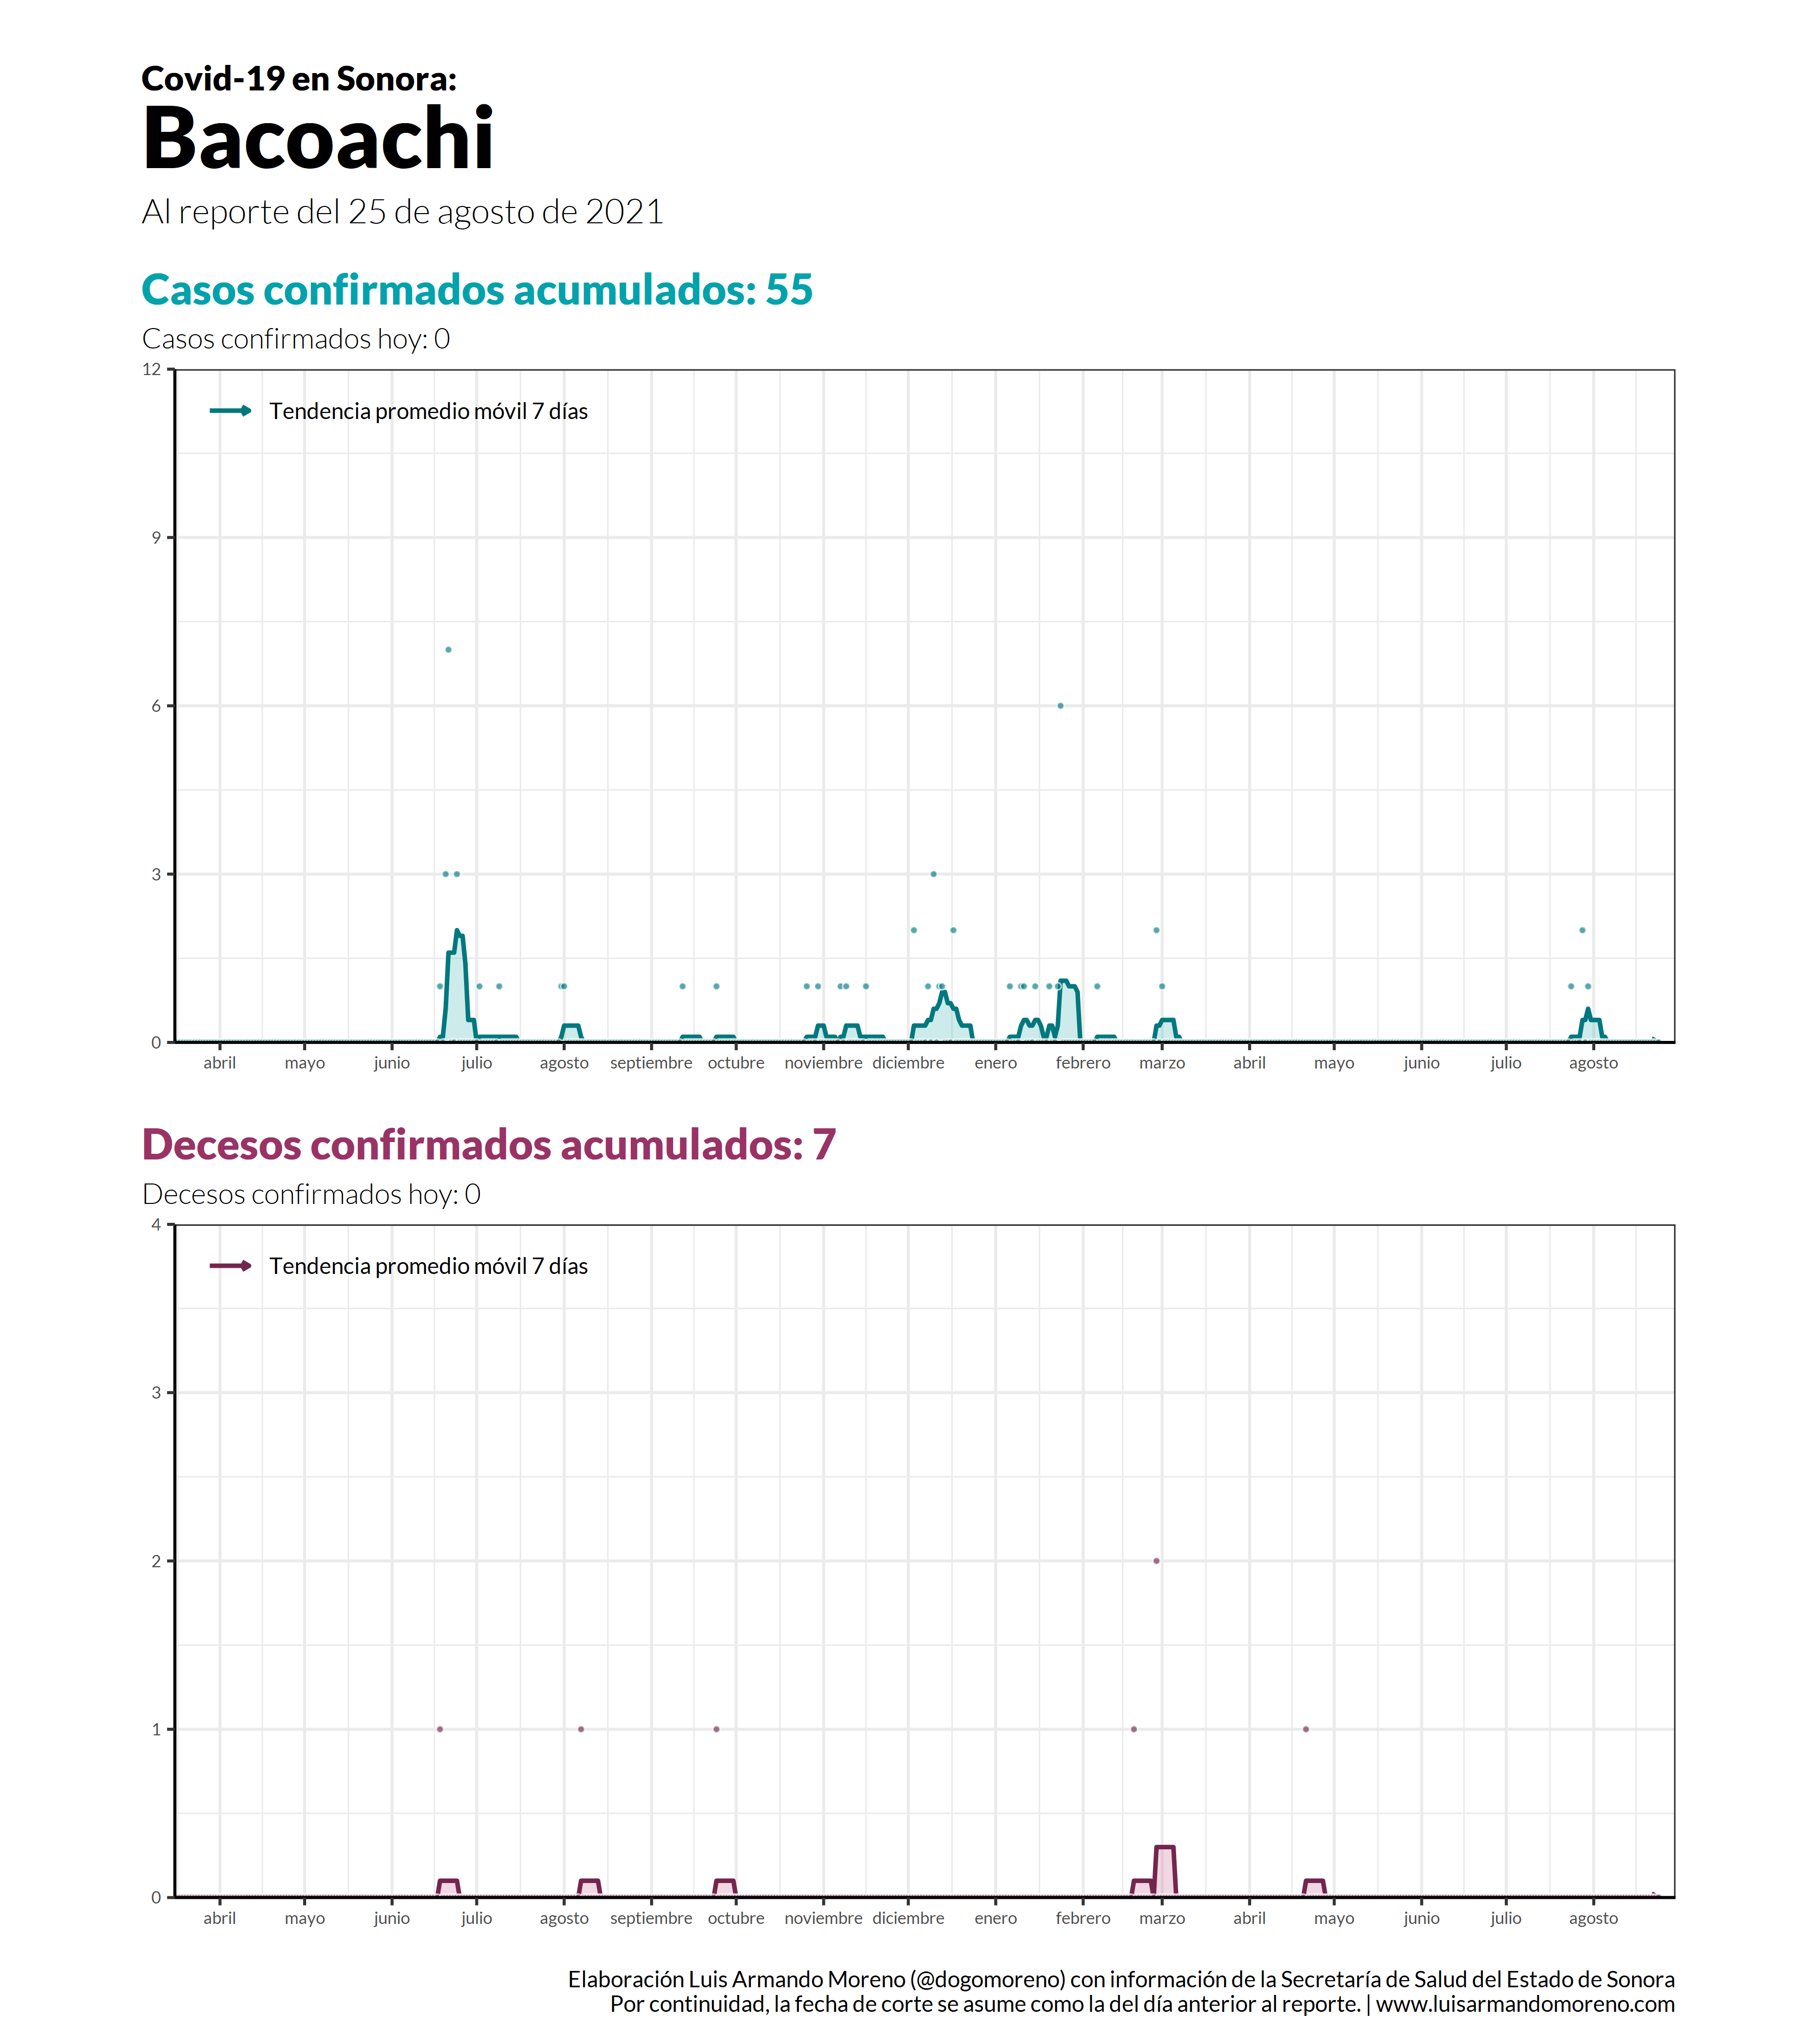 Covid-19 en Sonora:
Bacoachi
Al reporte del 25 de agosto de 2021
Casos confirmados acumulados: 55
Casos confirmados hoy: 0
12
Tendencia promedio móvil 7 días
9
6
3
0
abril mayo junio julio agosto septiembre octubre noviembre diciembre enero febrero marzo abril mayo junio julio agosto
Decesos confirmados acumulados: 7
Decesos confirmados hoy: 0
4
Tendencia promedio móvil 7 días
3
2
1
0
abril mayo junio julio agosto septiembre octubre noviembre diciembre enero febrero marzo abril mayo junio julio agosto
Elaboración Luis Armando Moreno (@dogomoreno) con información de la Secretaría de Salud del Estado de Sonora
Por continuidad, la fecha de corte se asume como la del día anterior al reporte. | www.luisarmandomoreno.com